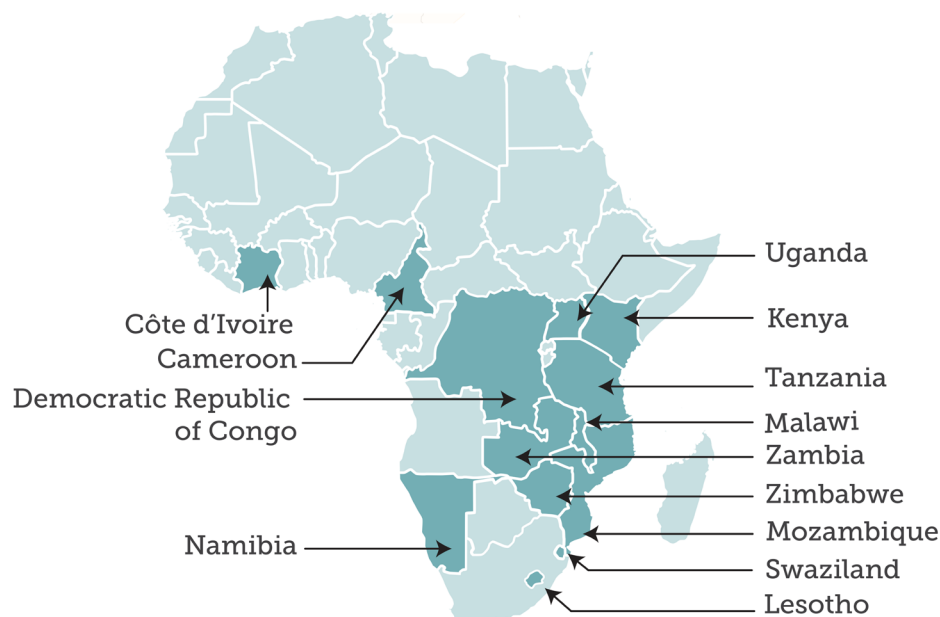 Uganda
Kenya
Tanzania
Malawi
Zambia
Zimbabwe
Mozambique
Swaziland
Lesotho
Côte d'Ivoire
Cameroon
Democratic Republic
of Congo
Namibia